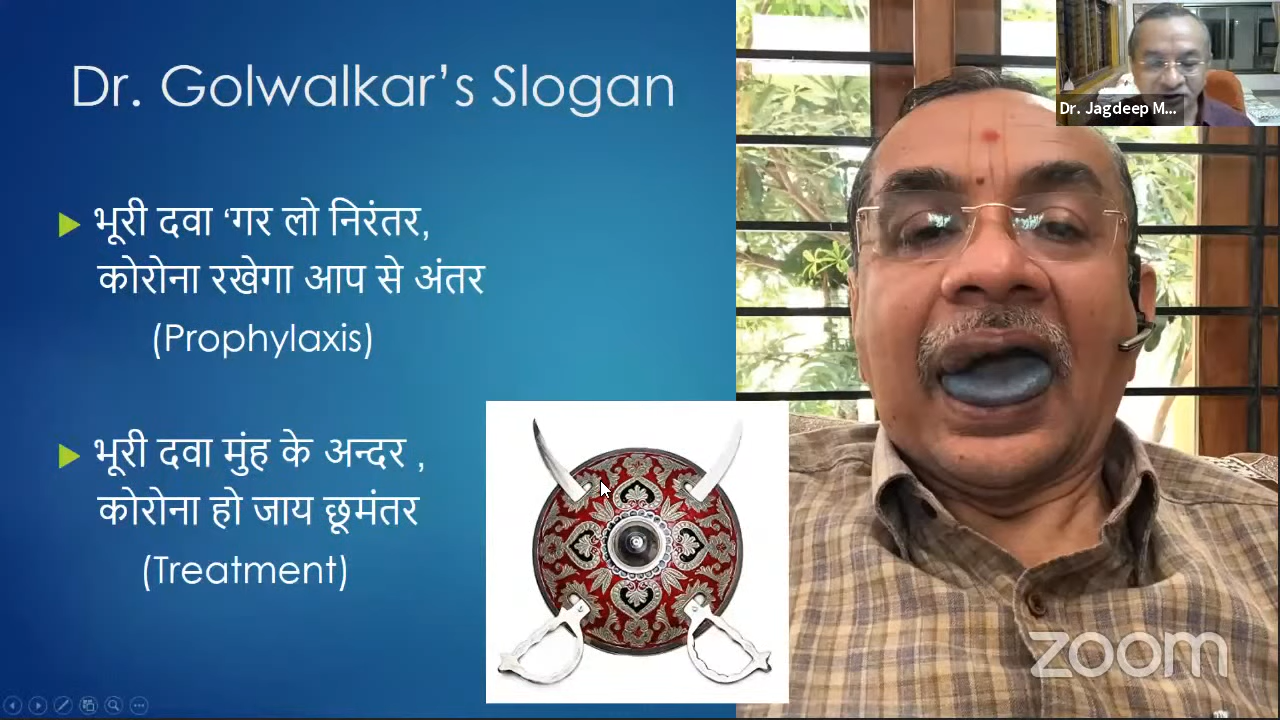 Dr. Golwalkar’s Slogan
भूरी दवा ‘गर लो निरंतर,
कोरोना रखेगा आप से अंतर
(Prophylaxis)
भूरी दवा मुंह के अन्दर ,
कोरोना हो जाय छूमंतर
(Treatment)
Dr. Jagdeep M...
zoom